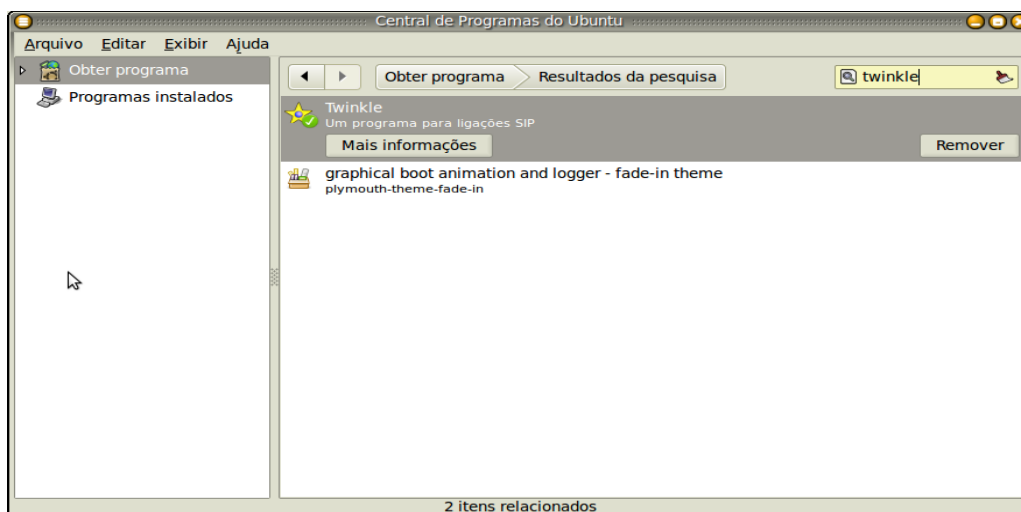 Central de Programas do Ubuntu
Arquivo Editar Exibir Ajuda
Obter programa
Programas instalados
Obter programa Resultados da pesquisa twinkle
Twinkle
Um programa para ligações SIP
Mais informações Remover
graphical boot animation and logger - fade-in theme
plymouth-theme-fade-in
2 itens relacionados